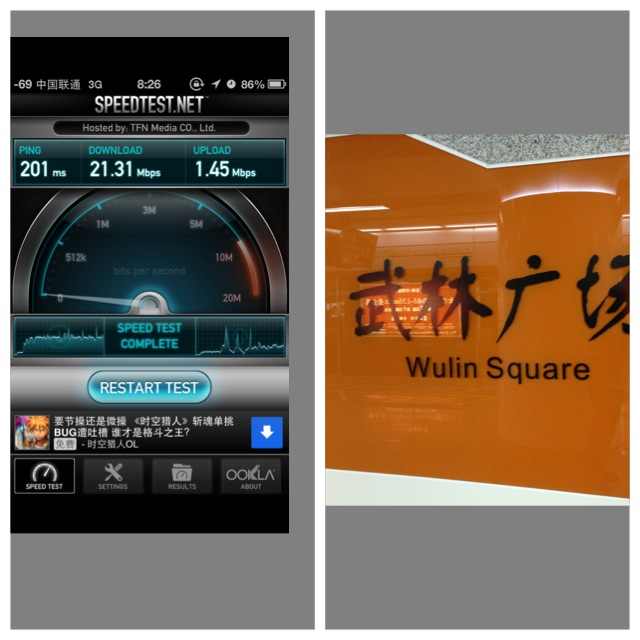 -69 中国联通 3G 8:26 86%
SPEEDTEST.NET
Hosted by: TFN Media CO., Ltd.
PING DOWNLOAD UPLOAD
201 ms 21.31 Mbps 1.45 Mbps
3M
1M 5M
512k 10M
bits per second
0 20M
SPEED TEST
COMPLETE
RESTART TEST
要节操还是微操 《时空猎人》斩魂单挑
BUG遭吐槽 谁才是格斗之王?
免费 - 时空猎人OL
SPEED TEST SETTINGS RESULTS OOKLA ABOUT
武林广场
Wulin Square